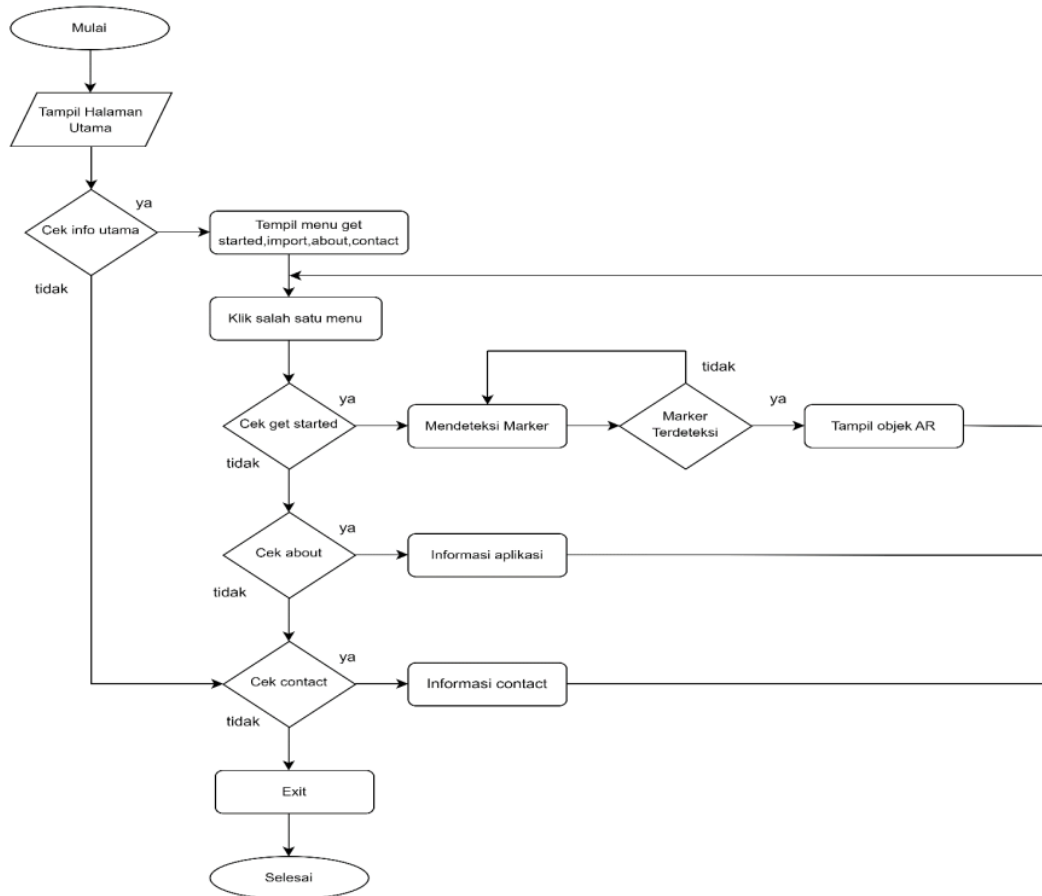 Mulai
Tampil Halaman
Utama
Cek info utama
ya
tidak
Tempil menu get
started,import,about,contact
Klik salah satu menu
Cek get started
ya
tidak
Mendeteksi Marker
Marker
Terdeteksi
tidak
ya
Tampil objek AR
Cek about
ya
tidak
Informasi aplikasi
Cek contact
ya
tidak
Informasi contact
Exit
Selesai